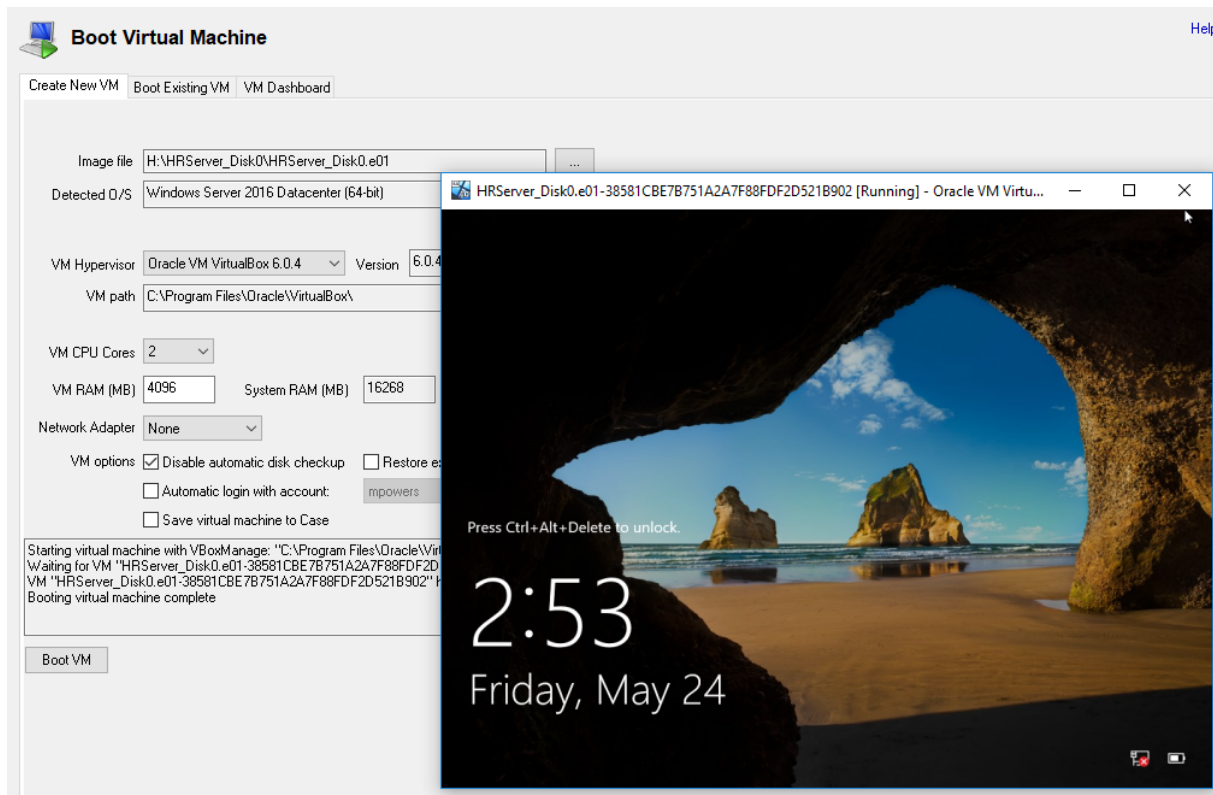 Boot Virtual Machine
Help
Create New VM Boot Existing VM VM Dashboard
Image file H:\HRServer_Disk0\HRServer_Disk0.e01 ...
Detected O/S Windows Server 2016 Datacenter (64-bit)
HRServer_Disk0.e01-38581CBE7B751A2A7F88FDF2D521B902 [Running] - Oracle VM Virtu...
VM Hypervisor Oracle VM VirtualBox 6.0.4 Version 6.0.4
VM path C:\Program Files\Oracle\VirtualBox\
VM CPU Cores 2
VM RAM (MB) 4096 System RAM (MB) 16268
Network Adapter None
VM options Disable automatic disk checkup Restore
Automatic login with account: mpowers
Save virtual machine to Case
Starting virtual machine with VBoxManage: "C:\Program Files\Oracle\
Waiting for VM "HRServer_Disk0.e01-38581CBE7B751A2A7F88FDF2D
VM "HRServer_Disk0.e01-38581CBE7B751A2A7F88FDF2D521B902"
Booting virtual machine complete
Boot VM
Press Ctrl+Alt+Delete to unlock.
2:53
Friday, May 24